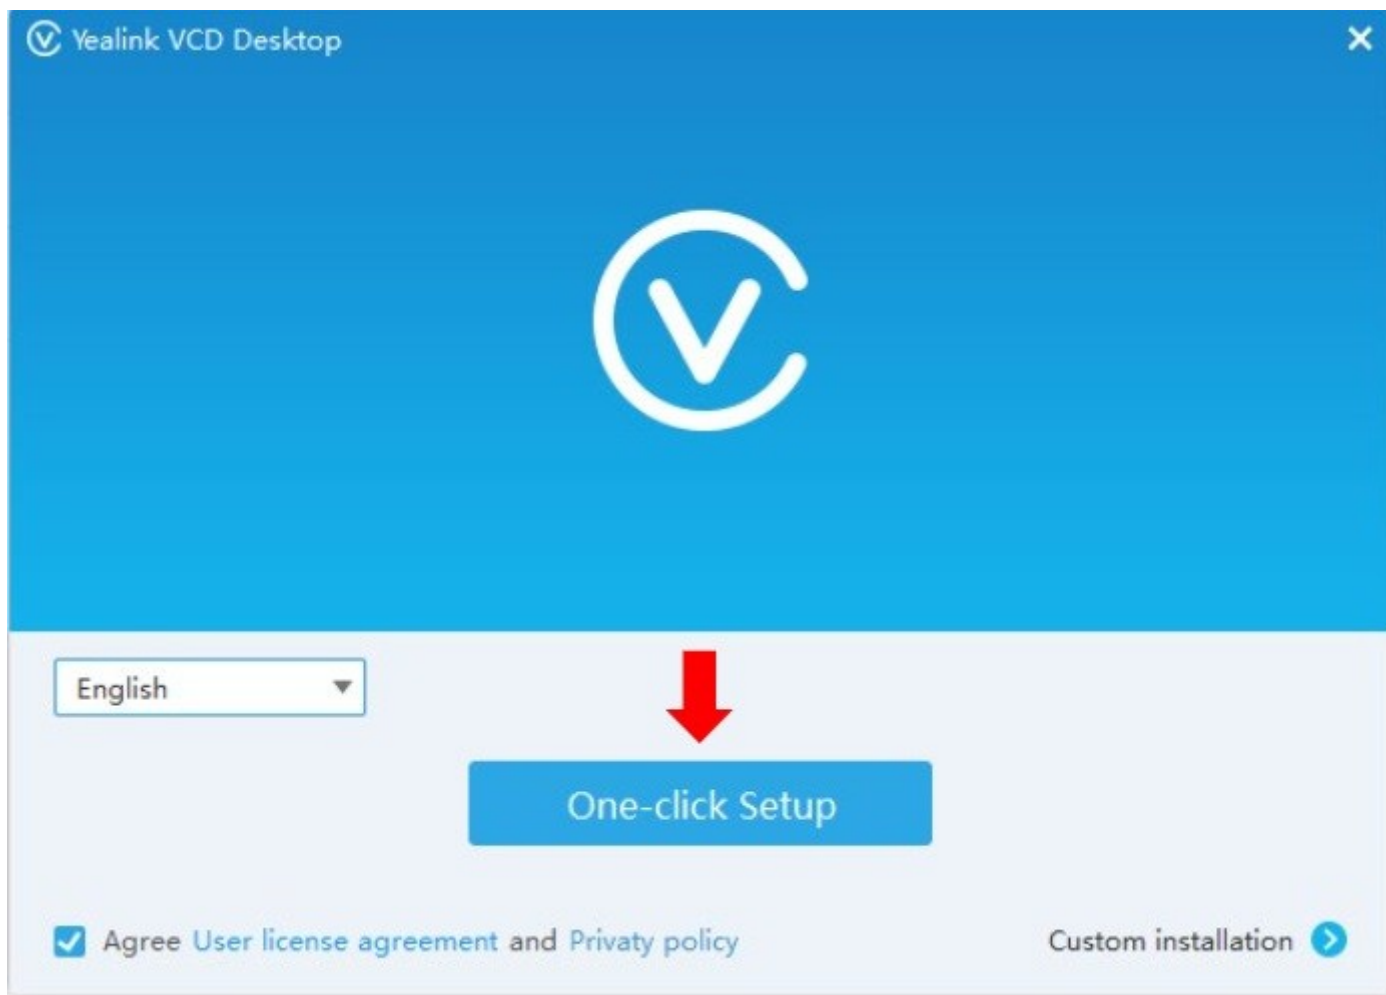 Yealink VCD Desktop
English
One-click Setup
Agree User license agreement and Privaty policy
Custom installation